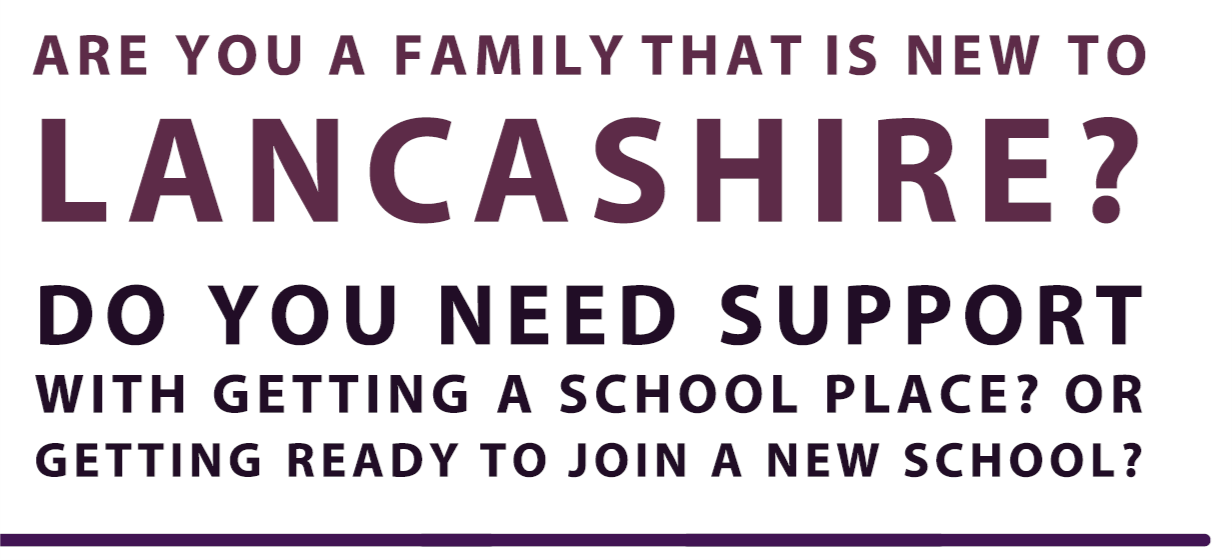 ARE YOU A FAMILY THAT IS NEW TO
LANCASHIRE?
DO YOU NEED SUPPORT
WITH GETTING A SCHOOL PLACE? OR
GETTING READY TO JOIN A NEW SCHOOL?